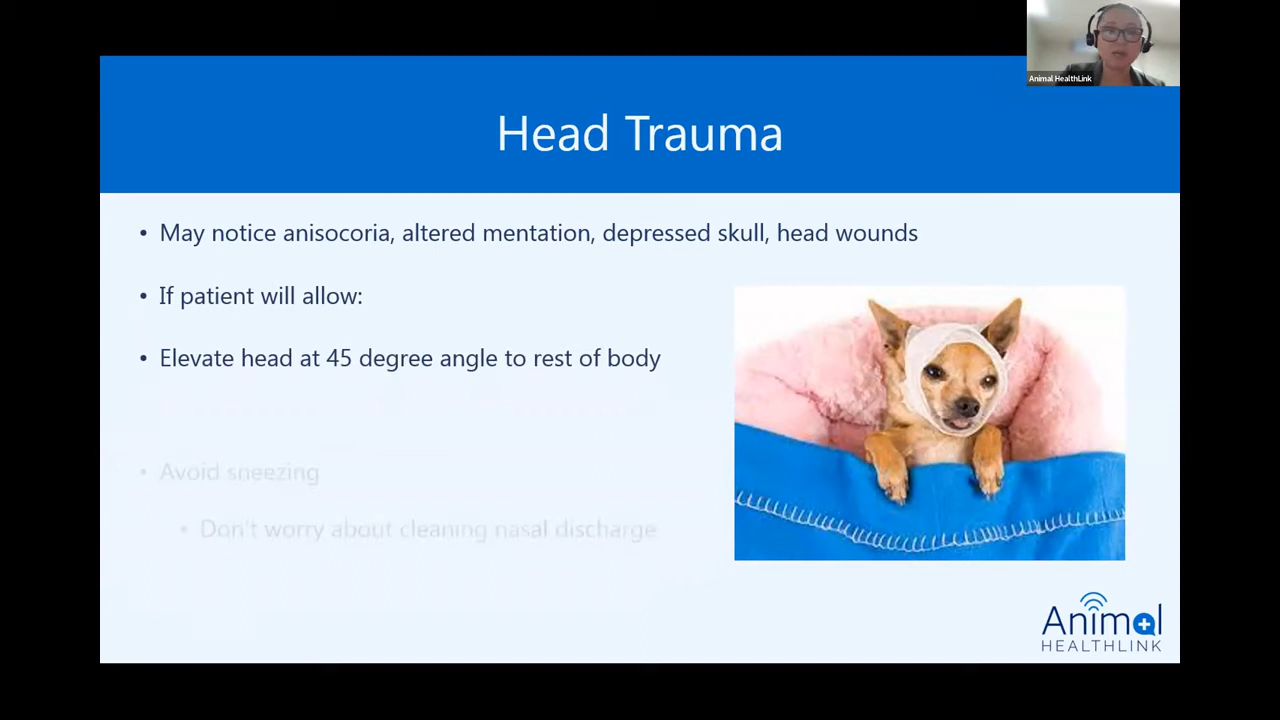 Animal HealthLink
Head Trauma
• May notice anisocoria, altered mentation, depressed skull, head wounds
• If patient will allow:
• Elevate head at 45 degree angle to rest of body
• Avoid sneezing
• Don't worry about cleaning nasal discharge
Animal
HEALTHLINK